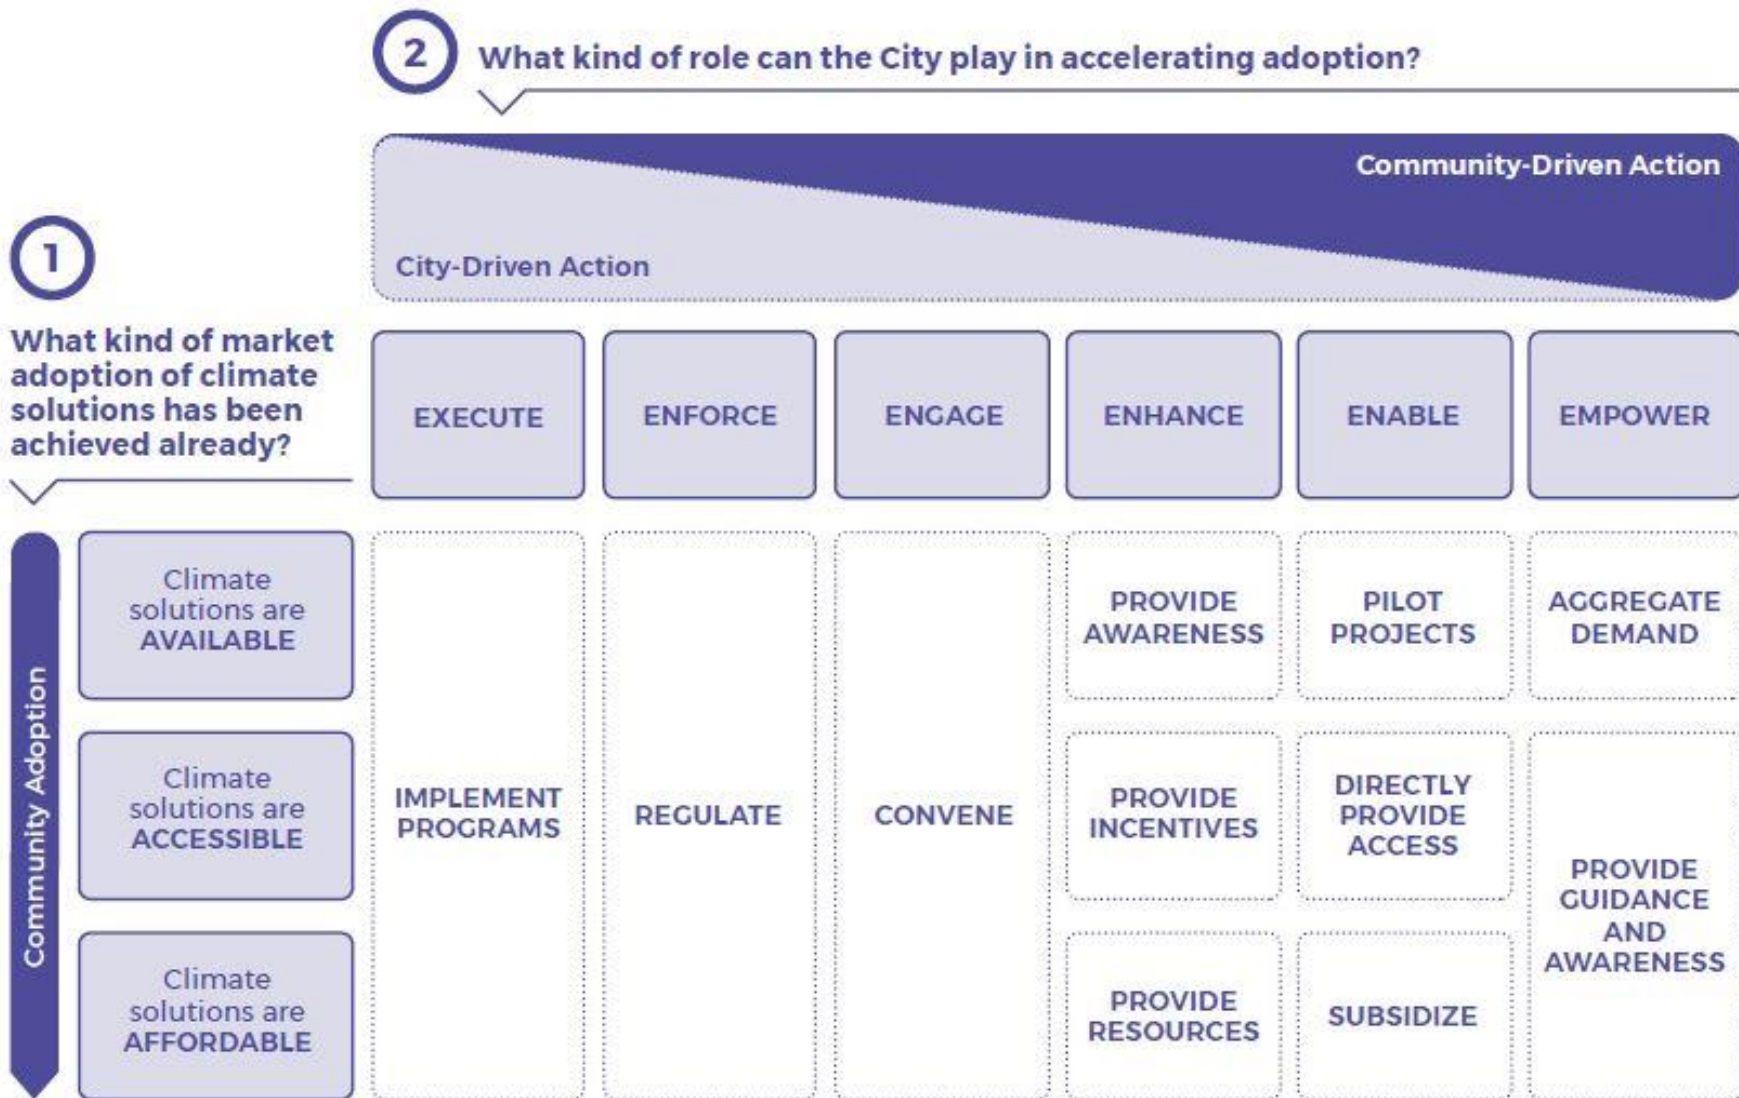 2
What kind of role can the City play in accelerating adoption?
Community-Driven Action
City-Driven Action
1
What kind of market
adoption of climate
solutions has been
achieved already?
EXECUTE
ENFORCE
ENGAGE
ENHANCE
ENABLE
EMPOWER
Community Adoption
Climate
solutions are
AVAILABLE
Climate
solutions are
ACCESSIBLE
Climate
solutions are
AFFORDABLE
IMPLEMENT
PROGRAMS
REGULATE
CONVENE
PROVIDE
AWARENESS
PILOT
PROJECTS
AGGREGATE
DEMAND
PROVIDE
INCENTIVES
DIRECTLY
PROVIDE
ACCESS
PROVIDE
GUIDANCE
AND
AWARENESS
PROVIDE
RESOURCES
SUBSIDIZE